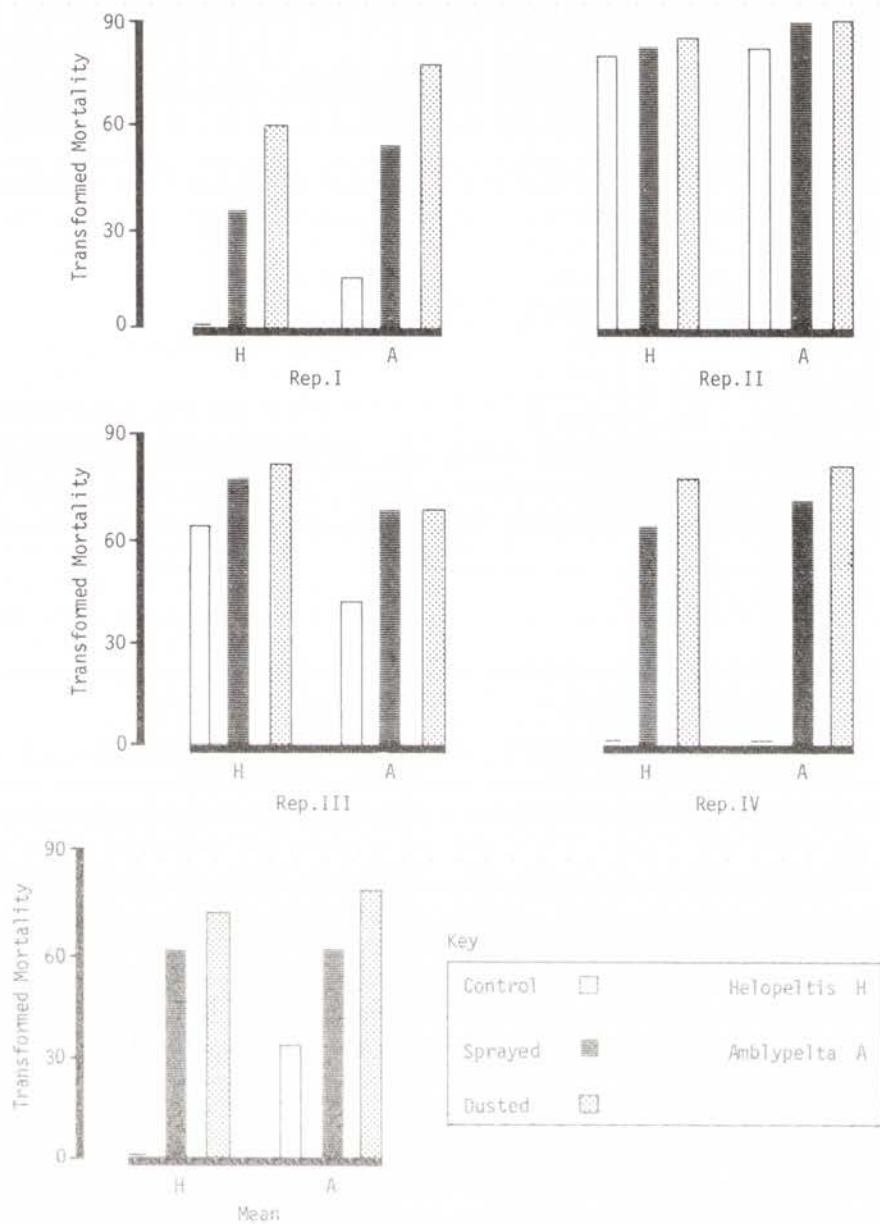 Transformed Mortality
90
60
30
0
H A
Rep.I
H A
Rep.II
Transformed Mortality
90
60
30
0
H A
Rep.III
H A
Rep.IV
Transformed Mortality
90
60
30
0
H A
Mean
Key
Control Helopeltis H
Sprayed Amblypelta A
Dusted